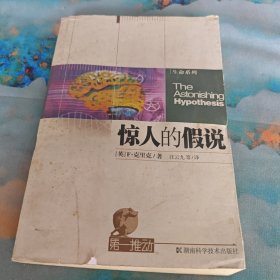 生命系列
The
Astonishing
Hypothesis
惊人的假说
[英]F·克里克/著 汪云九等/译
第一推动
湖南科学技术出版社